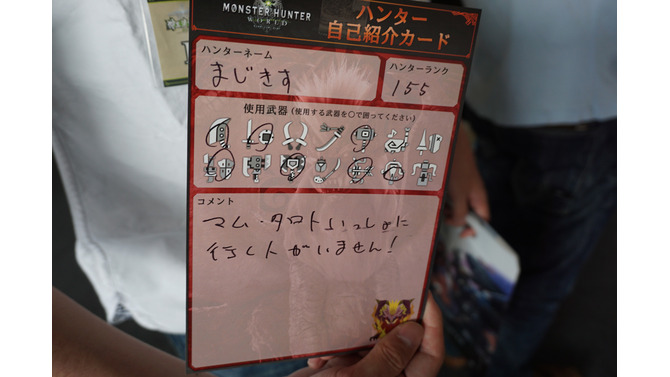 MONSTER HUNTER
WORLD
ハンター
自己紹介カード
ハンターネーム
まじきす
ハンターランク
155
使用武器(使用する武器を○で囲ってください)
コメント
マム・タロトいっしょに
行く人がいません!